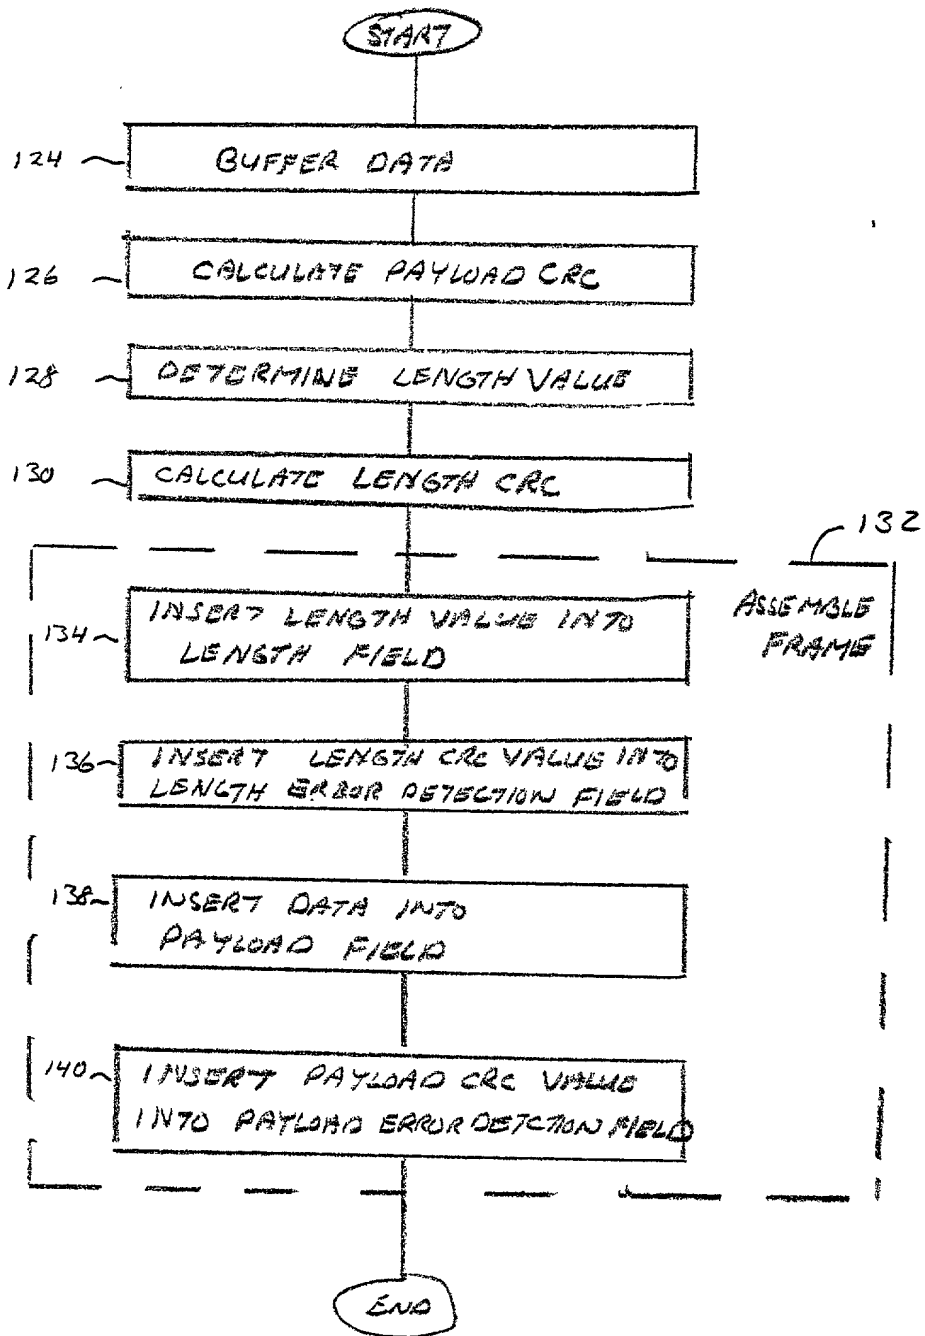 START
124
BUFFER DATA
126
CALCULATE PAYLOAD CRC
128
DETERMINE LENGTH VALUE
130
CALCULATE LENGTH CRC
132
ASSEMBLE
FRAME
134
INSERT LENGTH VALUE INTO
LENGTH FIELD
136
INSERT LENGTH CRC VALUE INTO
LENGTH ERROR DETECTION FIELD
138
INSERT DATA INTO
PAYLOAD FIELD
140
INSERT PAYLOAD CRC VALUE
INTO PAYLOAD ERROR DETCTION FIELD
END